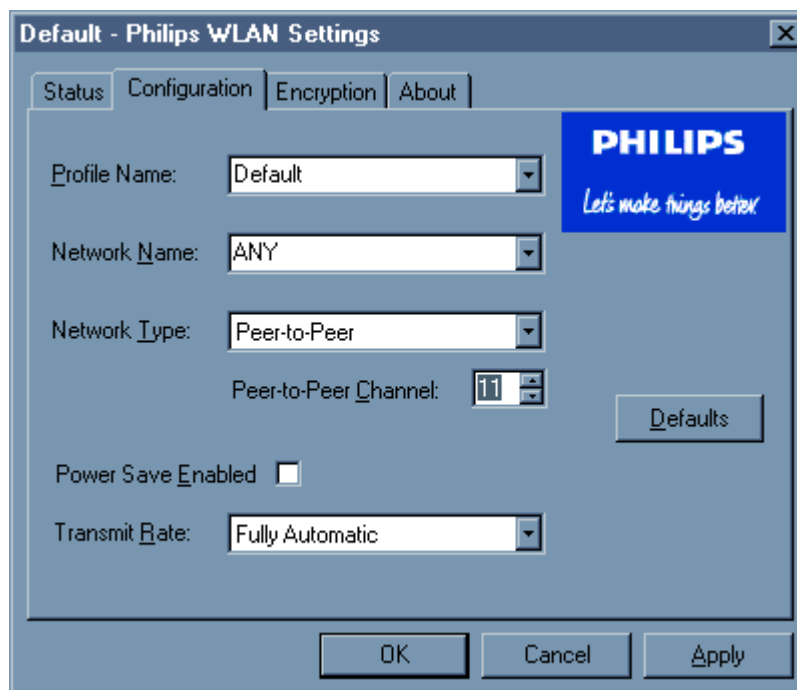 Default - Philips WLAN Settings
Status Configuration Encryption About
PHILIPS
Let's make things better.
Profile Name: Default
Network Name: ANY
Network Type: Peer-to-Peer
Peer-to-Peer Channel: 11
Defaults
Power Save Enabled
Transmit Rate: Fully Automatic
OK Cancel Apply